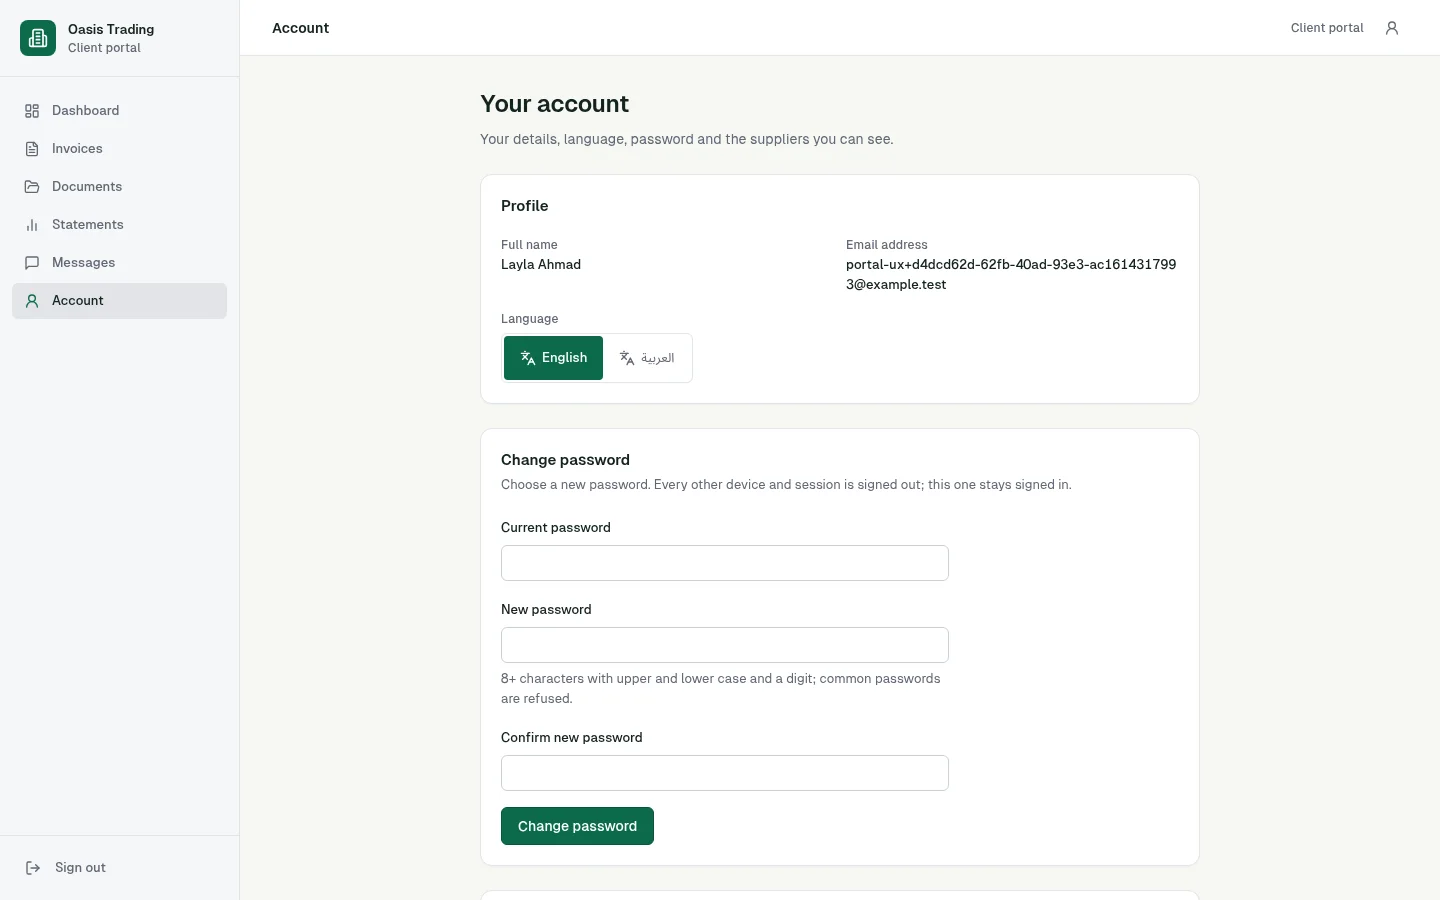 Oasis Trading
Client portal
Dashboard
Invoices
Documents
Statements
Messages
Account
Sign out
Account
Client portal
Your account
Your details, language, password and the suppliers you can see.
Profile
Full name
Layla Ahmad
Email address
portal-ux+d4dcd62d-62fb-40ad-93e3-ac161431799
3@example.test
Language
English
العربية
Change password
Choose a new password. Every other device and session is signed out; this one stays signed in.
Current password
New password
8+ characters with upper and lower case and a digit; common passwords
are refused.
Confirm new password
Change password